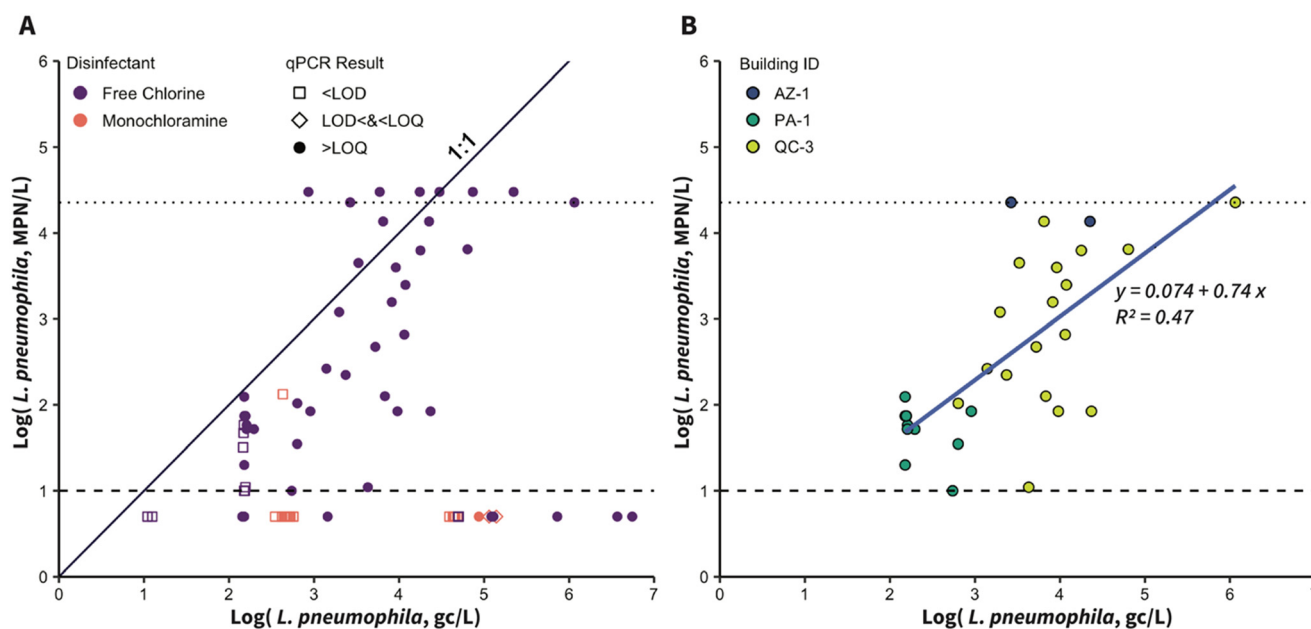 A
Disinfectant
Free Chlorine
Monochloramine
qPCR Result
<LOD
LOD<&<LOQ
>LOQ
1:1
6
5
4
3
2
1
0
Log( L. pneumophila, MPN/L)
0 1 2 3 4 5 6 7
Log( L. pneumophila, gc/L)
B
Building ID
AZ-1
PA-1
QC-3
y = 0.074 + 0.74 x
R² = 0.47
6
5
4
3
2
1
0
Log( L. pneumophila, MPN/L)
0 1 2 3 4 5 6
Log( L. pneumophila, gc/L)